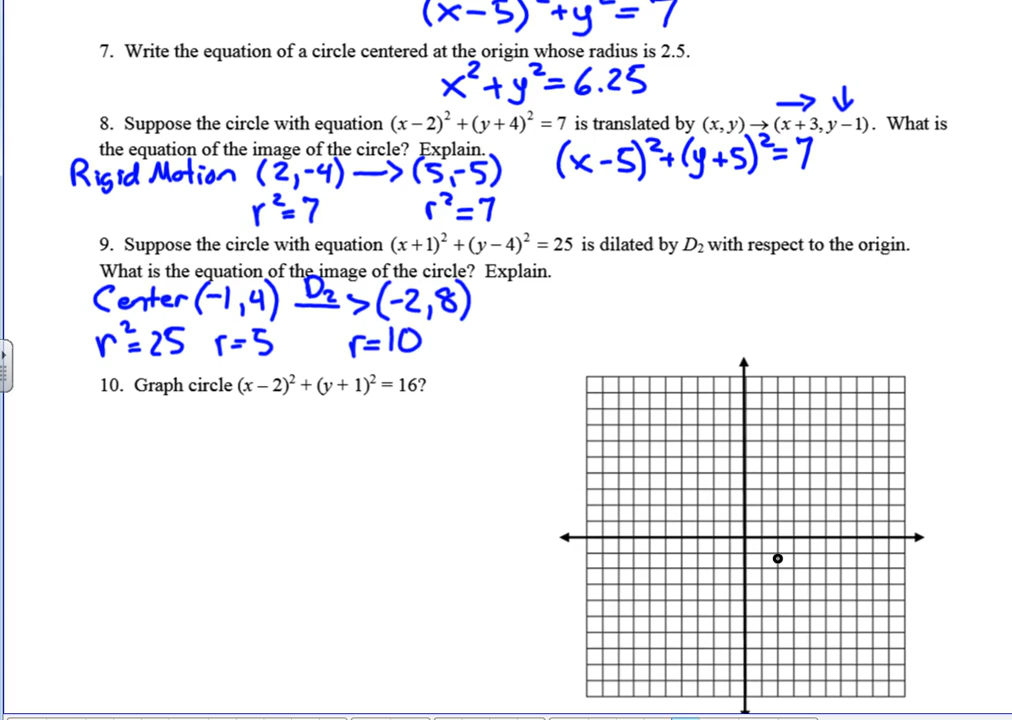 (x-5)²+y²=7
7. Write the equation of a circle centered at the origin whose radius is 2.5.
x²+y²=6.25
8. Suppose the circle with equation (x−2)² +(y+4)² = 7 is translated by (x, y)→(x+3, y−1). What is
the equation of the image of the circle? Explain.
(x-5)²+(y+5)²=7
Rigid Motion (2,-4) → (5,-5)
r²=7 r²=7
9. Suppose the circle with equation (x+1)² +(y−4)² = 25 is dilated by D₂ with respect to the origin.
What is the equation of the image of the circle? Explain.
Center (-1,4) D₂ → (-2,8)
r²=25 r=5 r=10
10. Graph circle (x – 2)² + (y + 1)² = 16?